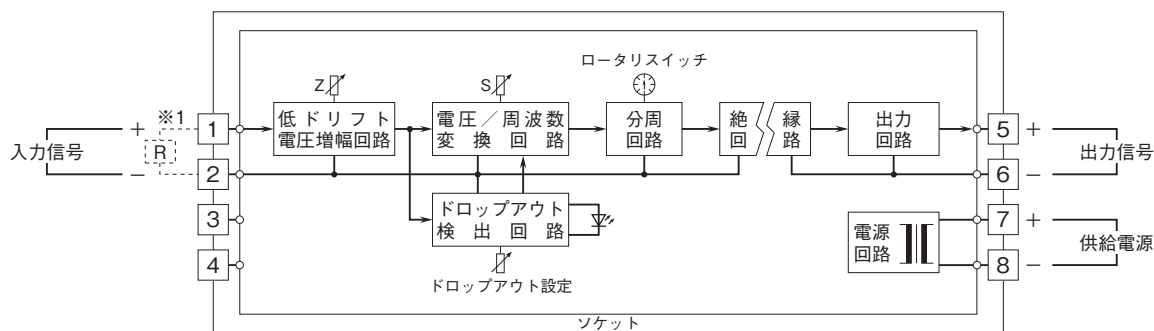 ロータリスイッチ
Z
S
※1
+
1
低ドリフト
電圧増幅回路
電圧／周波数
変換回路
分周
回路
絶縁
回路
出力
回路
5
+
入力信号
R
出力信号
−
2
6
−
3
ドロップアウト
検出回路
電源
回路
7
+
供給電源
4
8
−
ドロップアウト設定
ソケット